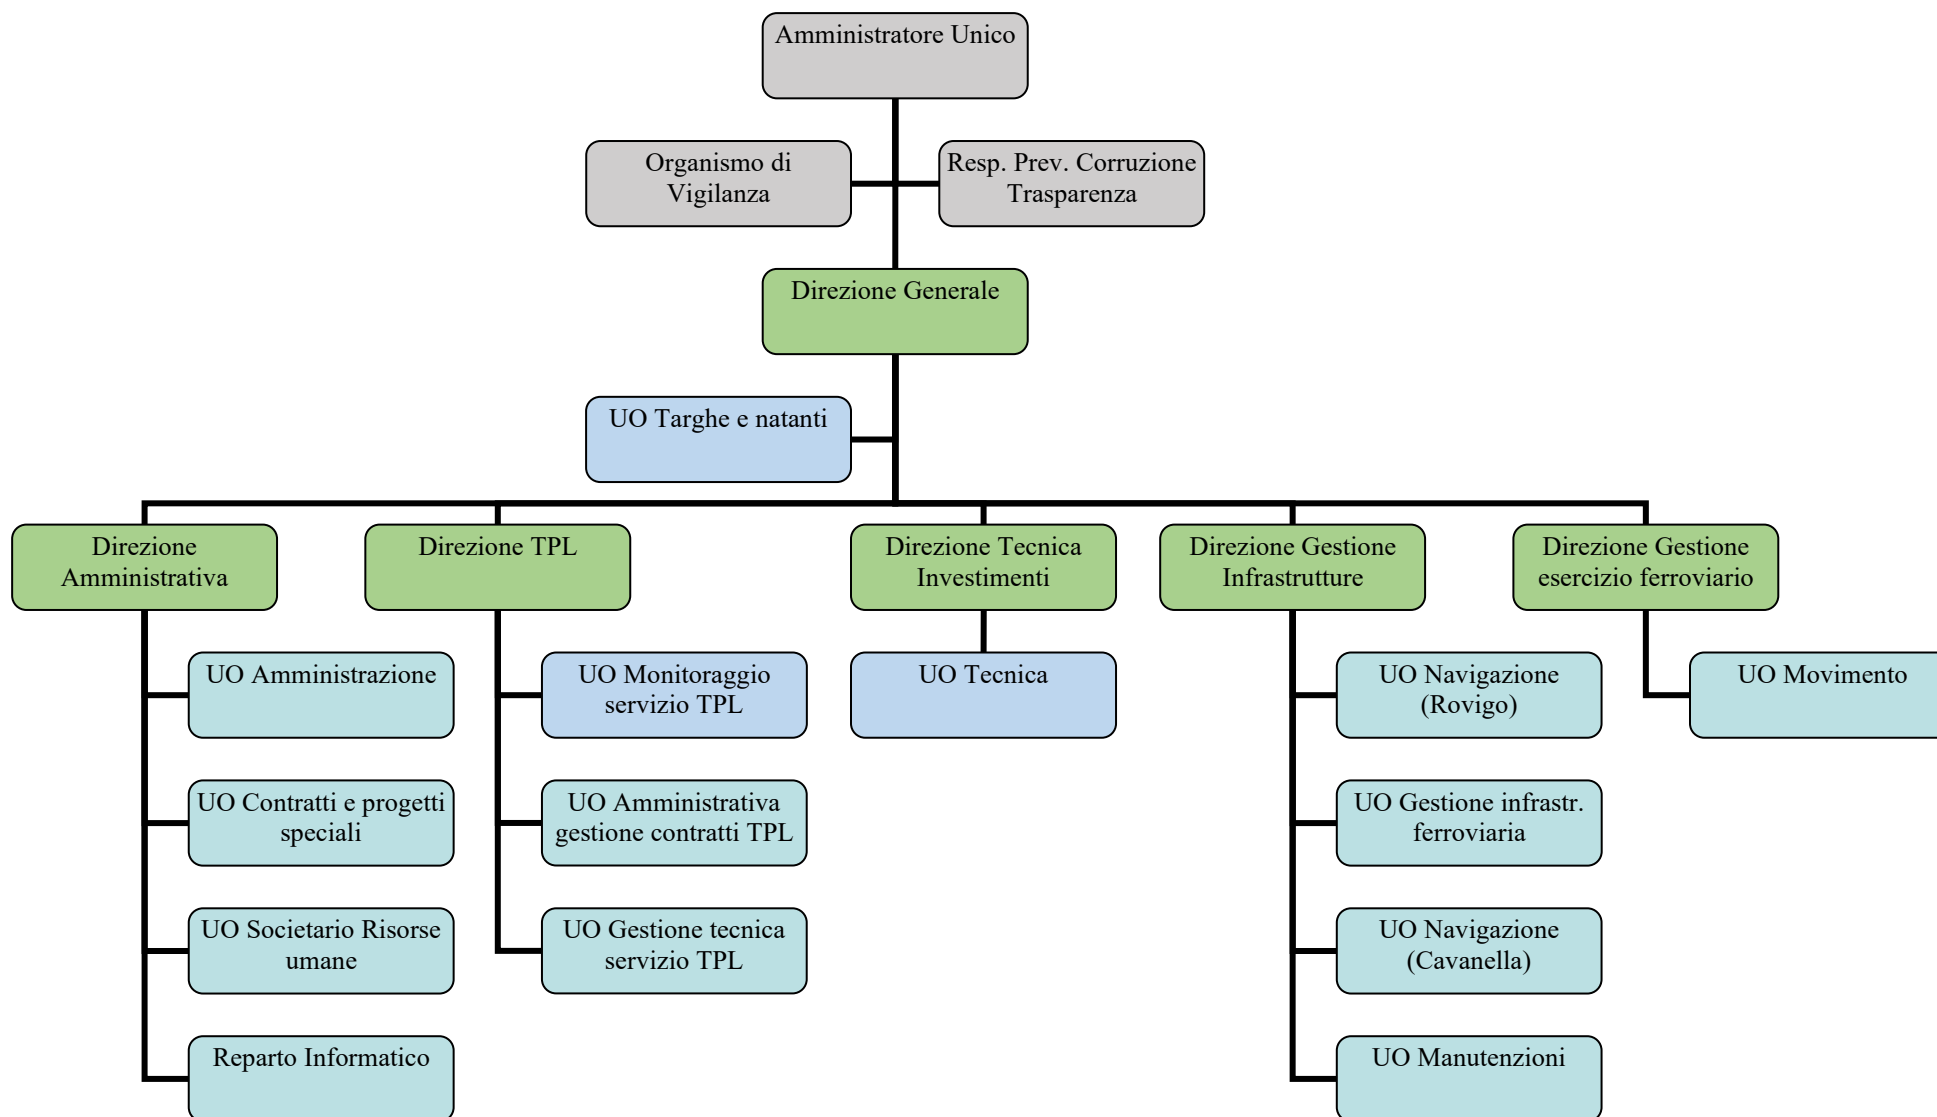 Amministratore Unico
Organismo di
Vigilanza
Resp. Prev. Corruzione
Trasparenza
Direzione Generale
UO Targhe e natanti
Direzione
Amministrativa
Direzione TPL
Direzione Tecnica
Investimenti
Direzione Gestione
Infrastrutture
Direzione Gestione
esercizio ferroviario
UO Amministrazione
UO Monitoraggio
servizio TPL
UO Tecnica
UO Navigazione
(Rovigo)
UO Movimento
UO Contratti e progetti
speciali
UO Amministrativa
gestione contratti TPL
UO Gestione infrastr.
ferroviaria
UO Societario Risorse
umane
UO Gestione tecnica
servizio TPL
UO Navigazione
(Cavanella)
Reparto Informatico
UO Manutenzioni